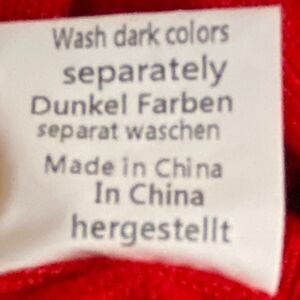 Wash dark colors
separately
Dunkel Farben
separat waschen
Made in China
In China
hergestellt